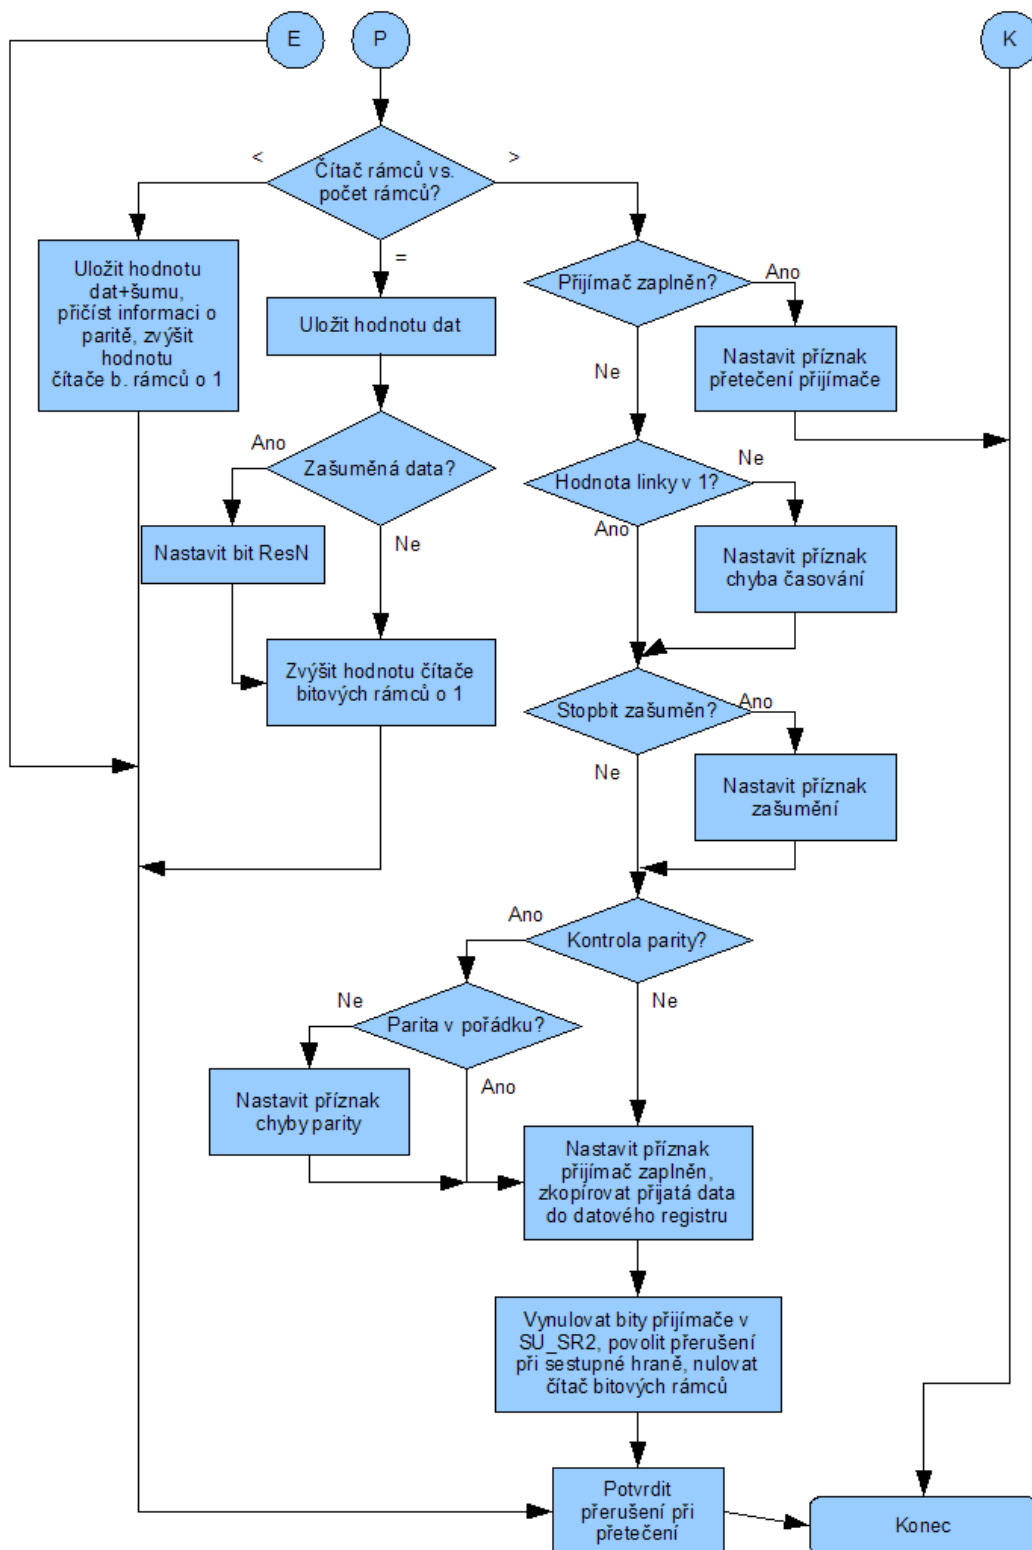 E
P
K
<
Čítač rámců vs.
počet rámců?
>
Uložit hodnotu
dat+šumu,
přičíst informaci o
paritě, zvýšit
hodnotu
čítače b. rámců o 1
=
Uložit hodnotu dat
Přijímač zaplněn?
Ano
Ne
Nastavit příznak
přetečení přijímače
Ano
Zašuměná data?
Ne
Nastavit bit ResN
Zvýšit hodnotu čítače
bitových rámců o 1
Hodnota linky v 1?
Ne
Ano
Nastavit příznak
chyba časování
Stopbit zašuměn?
Ano
Ne
Nastavit příznak
zašumění
Ano
Kontrola parity?
Ne
Ne
Parita v pořádku?
Ano
Nastavit příznak
chyby parity
Nastavit příznak
přijímač zaplněn,
zkopírovat přijatá data
do datového registru
Vynulovat bity přijímače v
SU_SR2, povolit přerušení
při sestupné hraně, nulovat
čítač bitových rámců
Potvrdit
přerušení při
přetečení
Konec